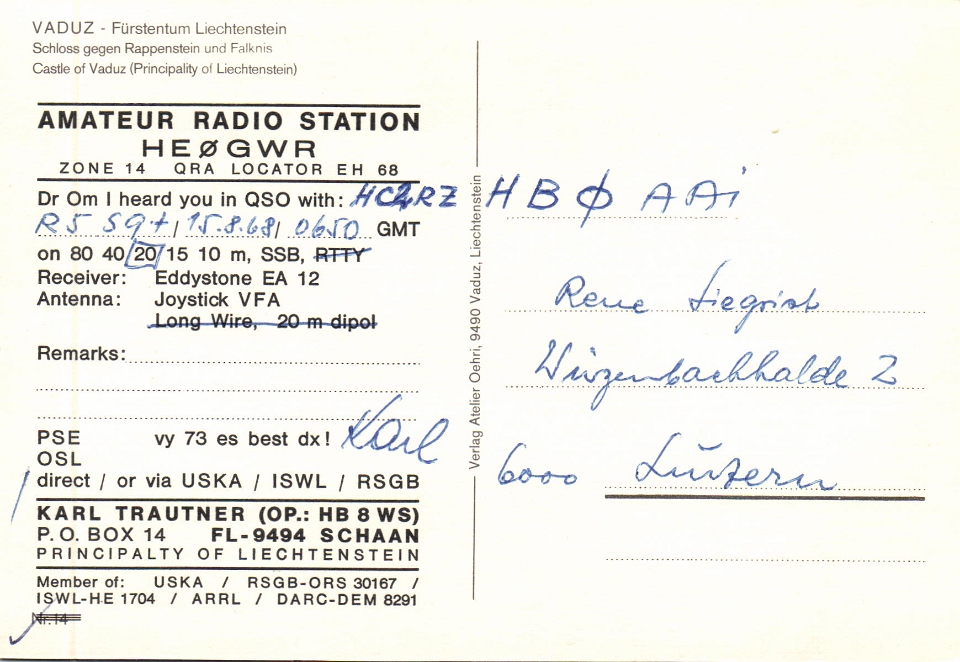 VADUZ - Fürstentum Liechtenstein
Schloss gegen Rappenstein und Falknis
Castle of Vaduz (Principality of Liechtenstein)
AMATEUR RADIO STATION
HEØGWR
ZONE 14 QRA LOCATOR EH 68
Dr Om I heard you in QSO with: HC2RZ
R5 S9+ / 15.8.68 / 0650 GMT
on 80 40 20 15 10 m, SSB, RTTY
Receiver: Eddystone EA 12
Antenna: Joystick VFA
Long Wire, 20 m dipol
Remarks:
PSE vy 73 es best dx! Karl
OSL
direct / or via USKA / ISWL / RSGB
KARL TRAUTNER (OP.: HB 8 WS)
P. O. BOX 14 FL-9494 SCHAAN
PRINCIPALTY OF LIECHTENSTEIN
Member of: USKA / RSGB-ORS 30167 /
ISWL-HE 1704 / ARRL / DARC-DEM 8291
Nr. 14
Verlag Atelier Oehri, 9490 Vaduz, Liechtenstein
HBØAAi
Rene Siegrist
Würzenbachhalde 2
6000 Luzern